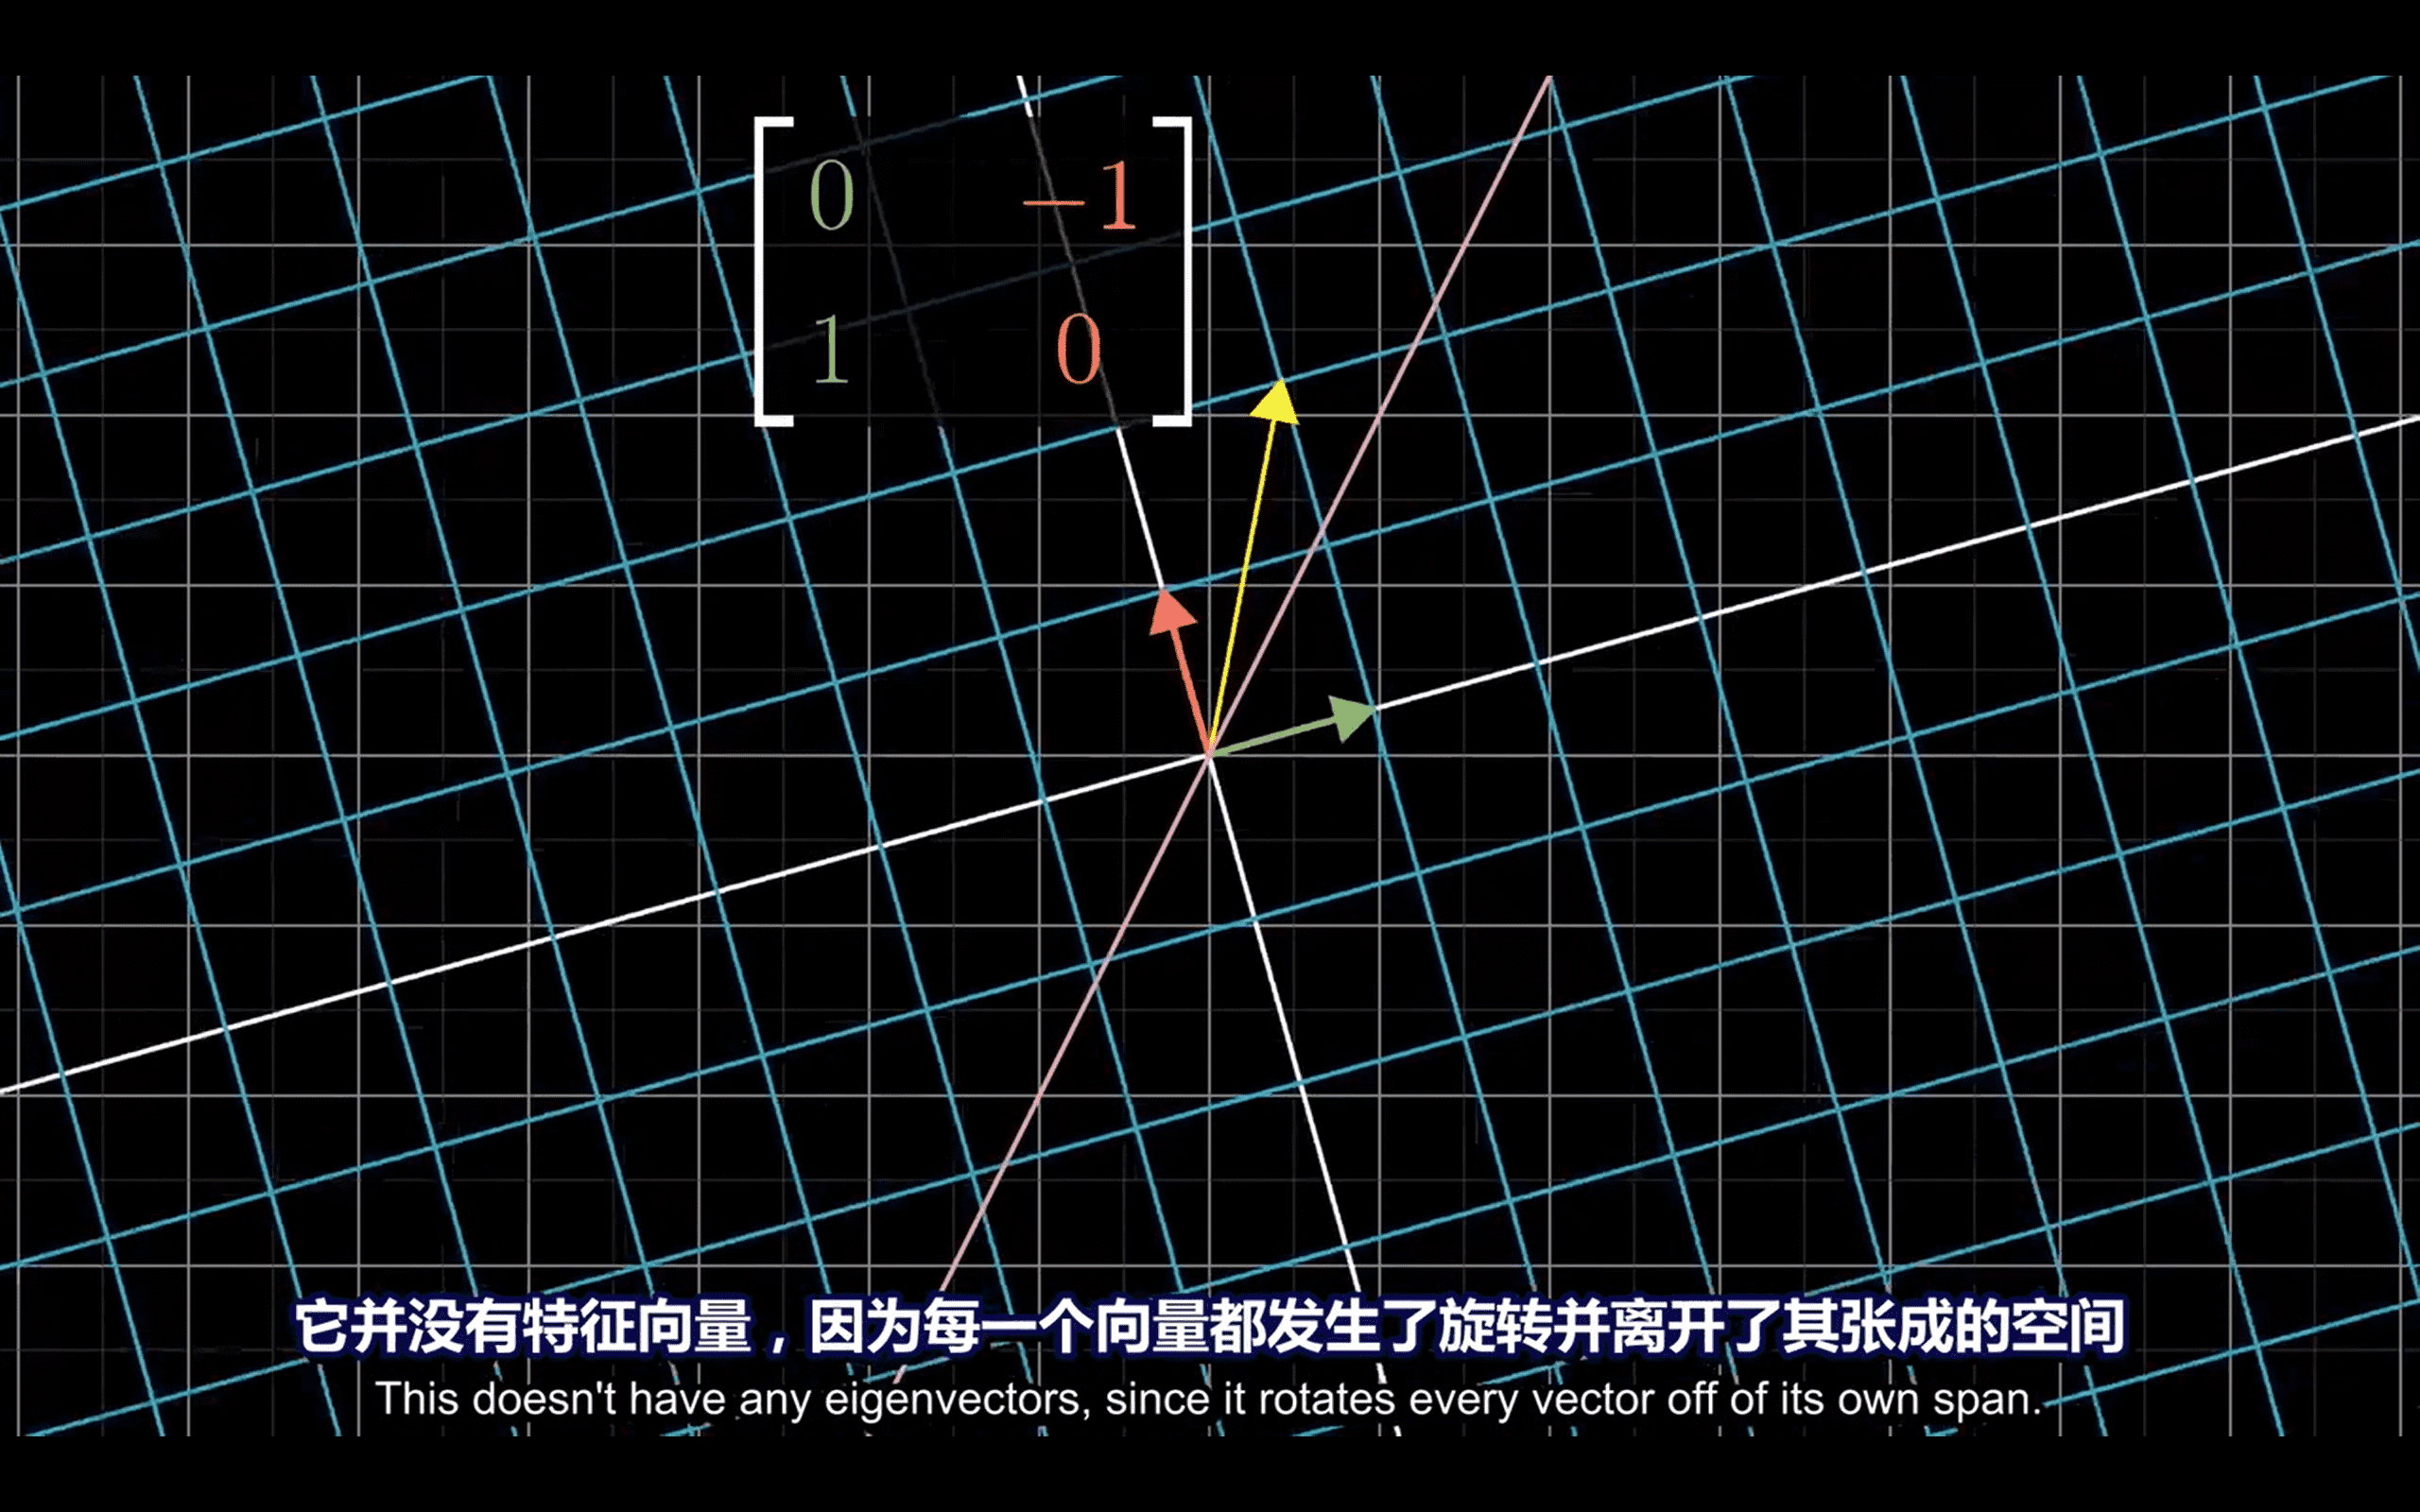 0 −1
1 0
它并没有特征向量，因为每一个向量都发生了旋转并离开了其张成的空间
This doesn't have any eigenvectors, since it rotates every vector off of its own span.